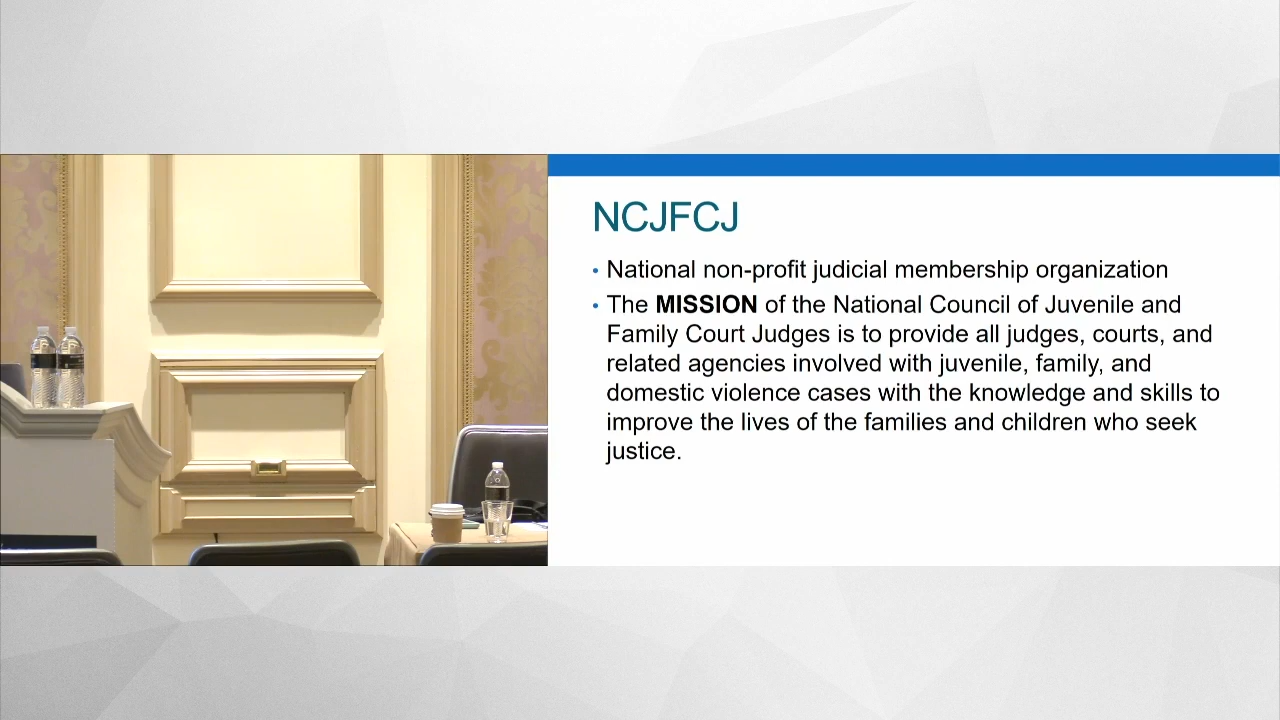 NCJFCJ
• National non-profit judicial membership organization
• The MISSION of the National Council of Juvenile and
Family Court Judges is to provide all judges, courts, and
related agencies involved with juvenile, family, and
domestic violence cases with the knowledge and skills to
improve the lives of the families and children who seek
justice.